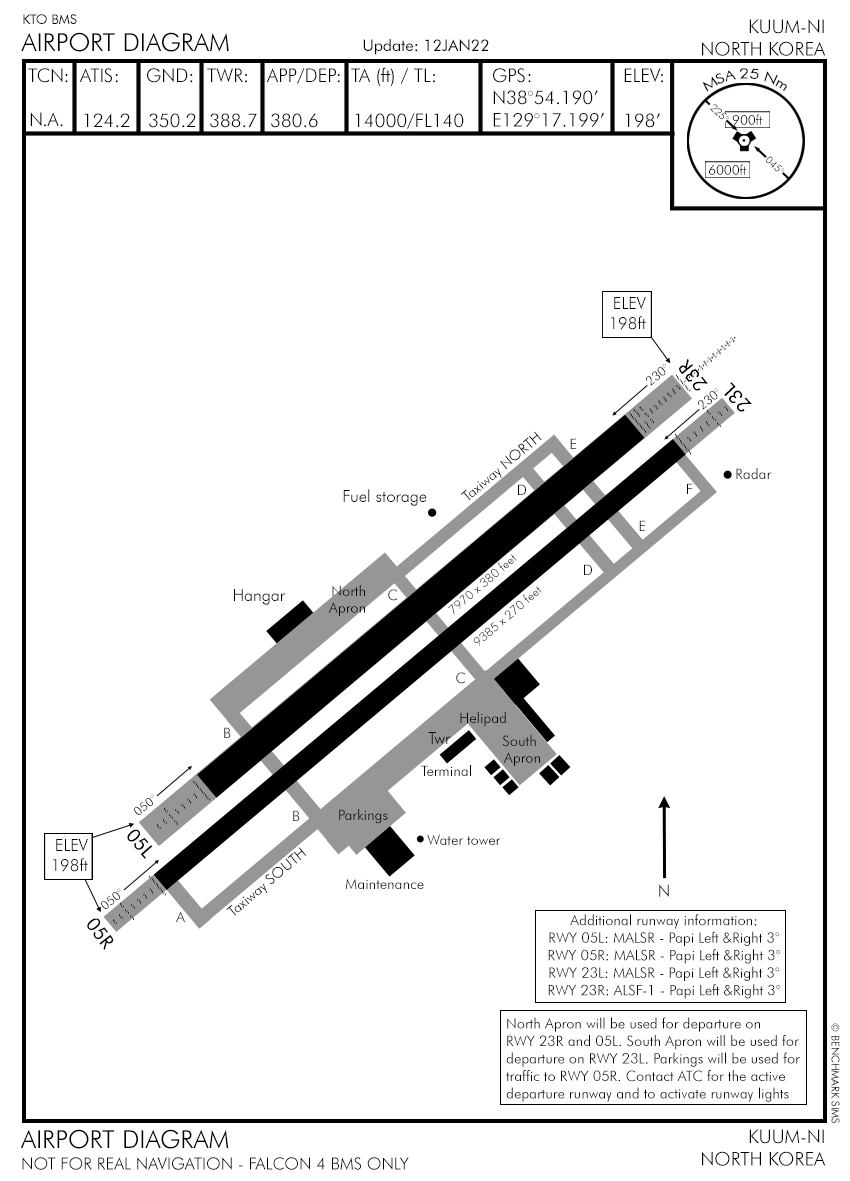 KTO BMS
AIRPORT DIAGRAM
Update: 12JAN22
KUUM-NI
NORTH KOREA
TCN:
N.A.
ATIS:
124.2
GND:
350.2
TWR:
388.7
APP/DEP:
380.6
TA (ft) / TL:
14000/FL140
GPS:
N38°54.190'
E129°17.199'
ELEV:
198'
MSA 25 Nm
225°
900ft
6000ft
045°
ELEV
198ft
230°
23R
230°
23L
Taxiway NORTH
E
D
Radar
F
Fuel storage
E
D
7970 x 380 feet
9385 x 270 feet
Hangar
North
Apron
C
C
Helipad
B
Twr
South
Apron
Terminal
050°
05L
B
Parkings
ELEV
198ft
Water tower
Maintenance
050°
05R
A
Taxiway SOUTH
N
Additional runway information:
RWY 05L: MALSR - Papi Left &Right 3°
RWY 05R: MALSR - Papi Left &Right 3°
RWY 23L: MALSR - Papi Left &Right 3°
RWY 23R: ALSF-1 - Papi Left &Right 3°
North Apron will be used for departure on
RWY 23R and 05L. South Apron will be used for
departure on RWY 23L. Parkings will be used for
traffic to RWY 05R. Contact ATC for the active
departure runway and to activate runway lights
© BENCHMARK SIMS
AIRPORT DIAGRAM
NOT FOR REAL NAVIGATION - FALCON 4 BMS ONLY
KUUM-NI
NORTH KOREA